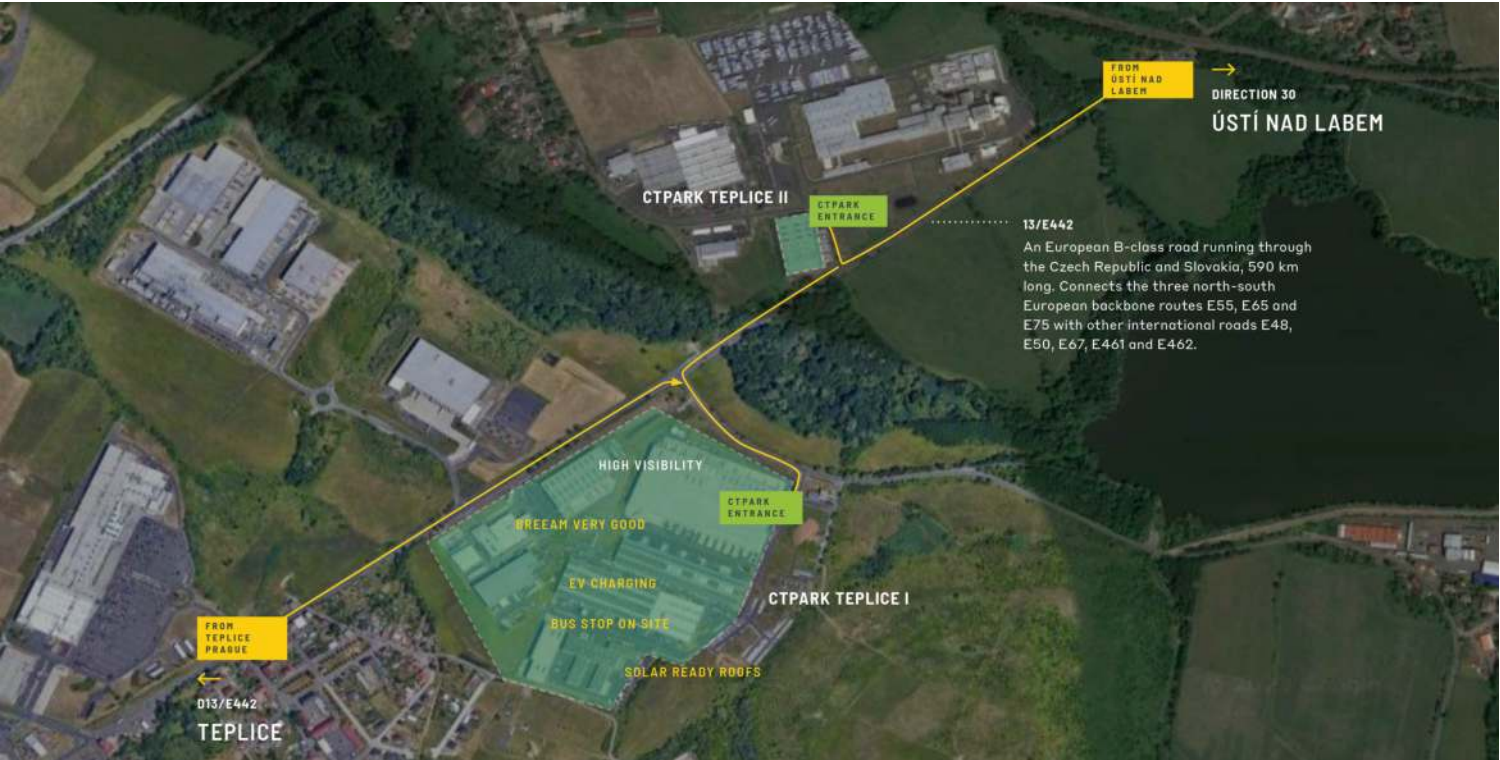 FROM
ÚSTÍ NAD
LABEM
DIRECTION 30
ÚSTÍ NAD LABEM
CTPARK TEPLICE II
CTPARK
ENTRANCE
13/E442
An European B-class road running through
the Czech Republic and Slovakia, 590 km
long. Connects the three north-south
European backbone routes E55, E65 and
E75 with other international roads E48,
E50, E67, E461 and E462.
HIGH VISIBILITY
CTPARK
ENTRANCE
BREEAM VERY GOOD
EV CHARGING
CTPARK TEPLICE I
BUS STOP ON SITE
SOLAR READY ROOFS
FROM
TEPLICE
PRAGUE
D13/E442
TEPLICE